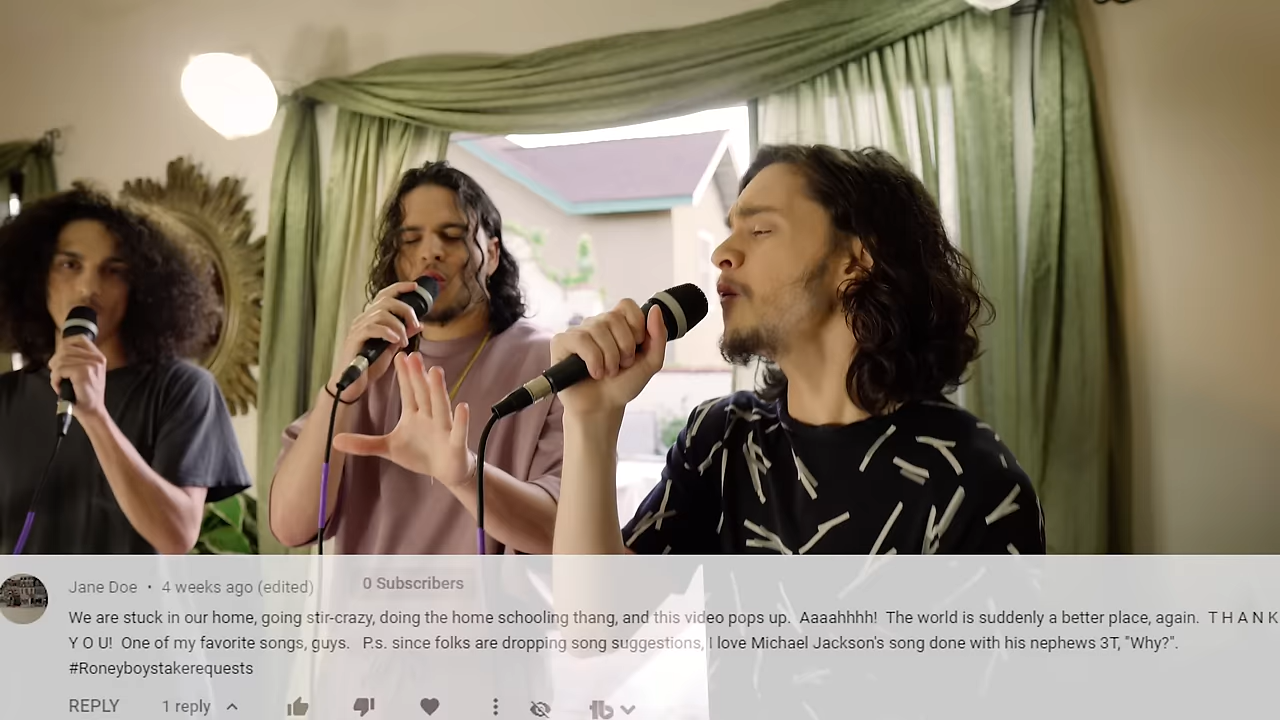 Jane Doe • 4 weeks ago (edited) 0 Subscribers
We are stuck in our home, going stir-crazy, doing the home schooling thang, and this video pops up. Aaaahhhh! The world is suddenly a better place, again. T H A N K
Y O U! One of my favorite songs, guys. P.s. since folks are dropping song suggestions, I love Michael Jackson's song done with his nephews 3T, "Why?".
#Roneyboystakerequests
REPLY 1 reply